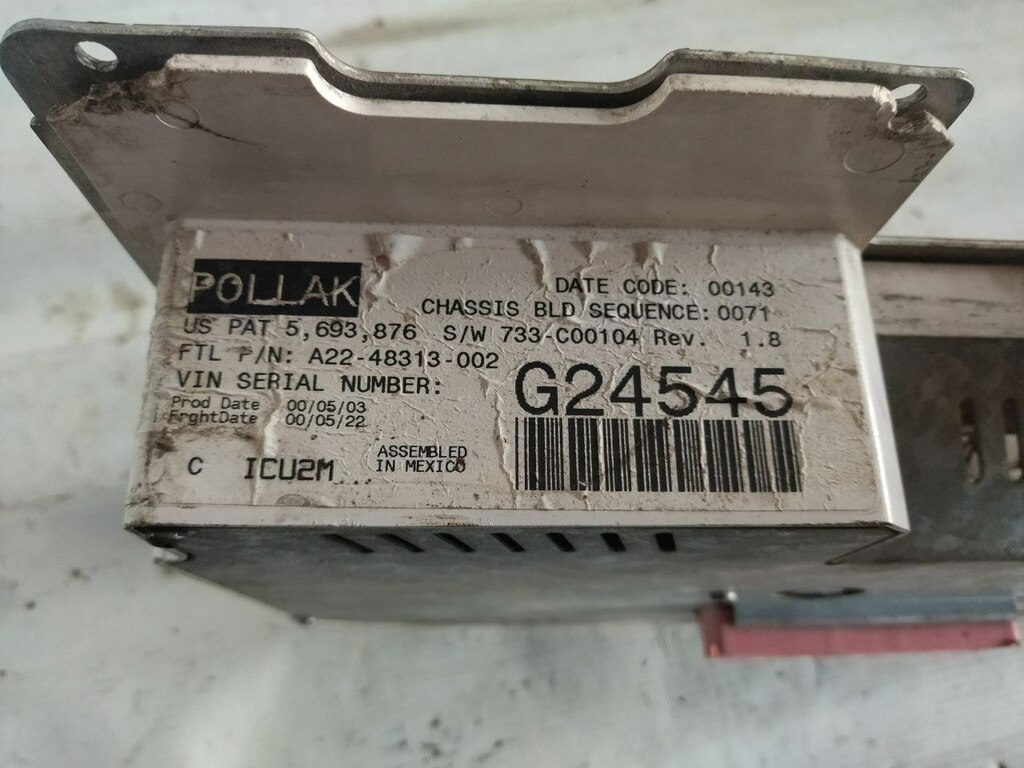 POLLAK
DATE CODE: 00143
CHASSIS BLD SEQUENCE: 0071
US PAT 5,693,876 S/W 733-C00104 Rev. 1.8
FTL P/N: A22-48313-002
VIN SERIAL NUMBER: G24545
Prod Date 00/05/03
FrghtDate 00/05/22
C ICU2M
ASSEMBLED
IN MEXICO